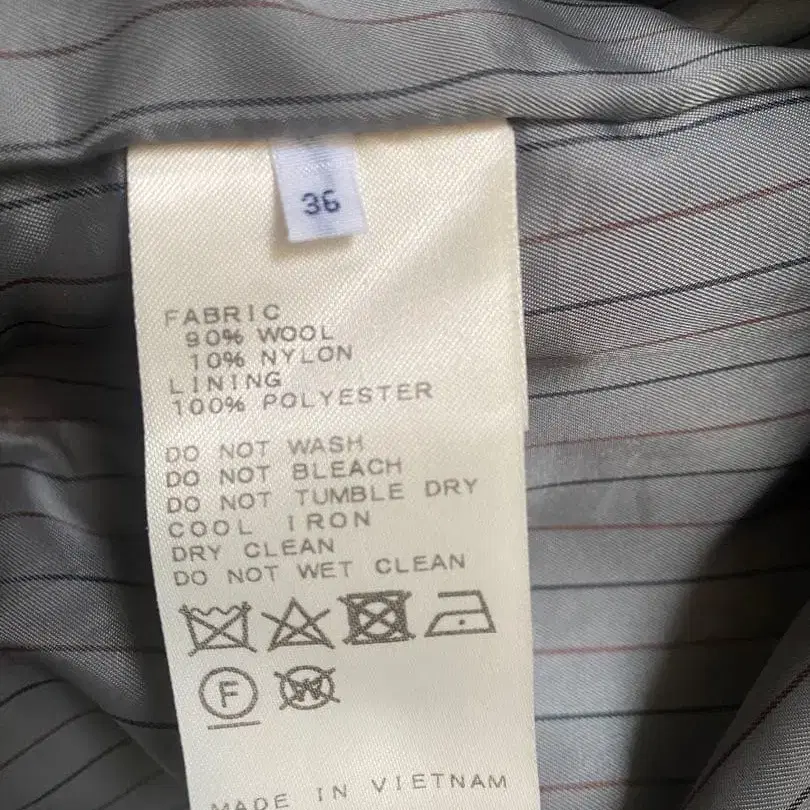 36
FABRIC
90% WOOL
10% NYLON
LINING
100% POLYESTER
DO NOT WASH
DO NOT BLEACH
DO NOT TUMBLE DRY
COOL IRON
DRY CLEAN
DO NOT WET CLEAN
F W
MADE IN VIETNAM